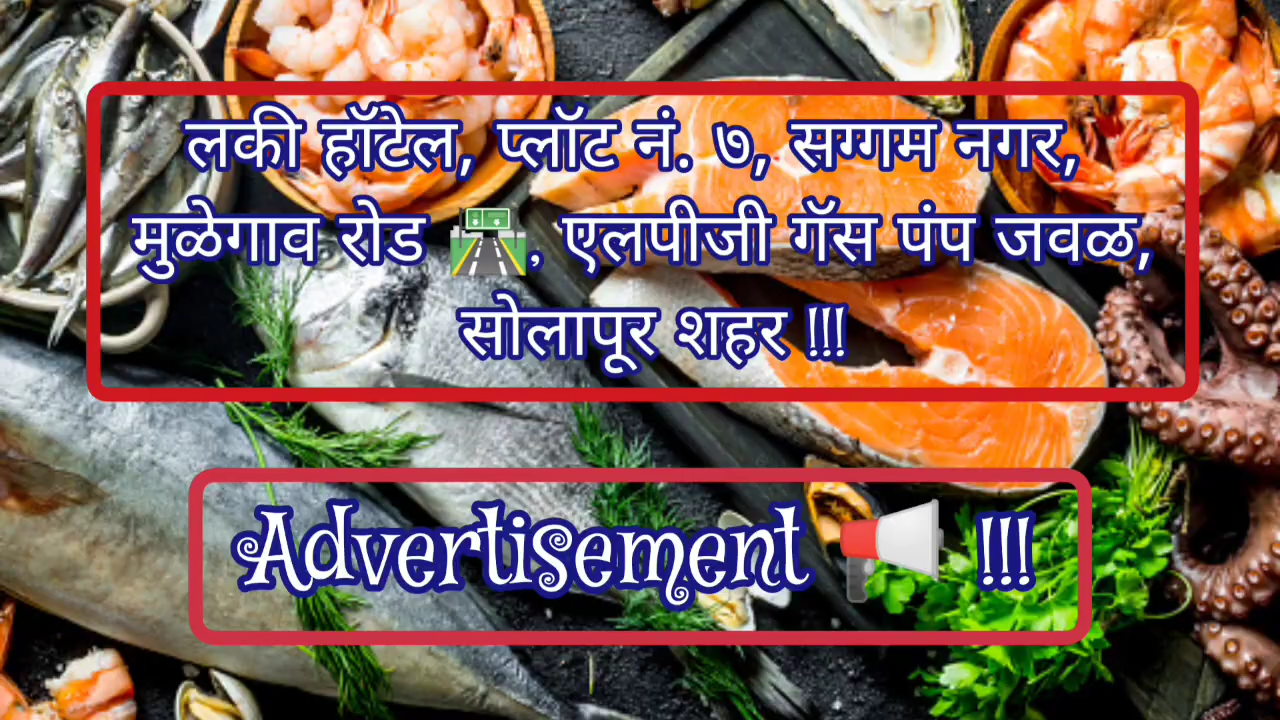 लकी हॉटेल, प्लॉट नं. ७, सग्गम नगर,
मुळेगाव रोड 🛣️, एलपीजी गॅस पंप जवळ,
सोलापूर शहर !!!
Advertisement 📢 !!!